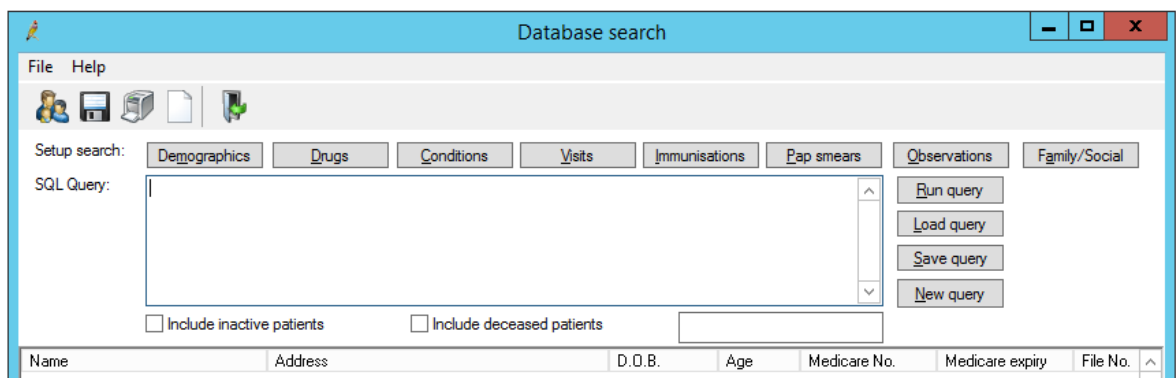 Database search
File Help
Setup search: Demographics Drugs Conditions Visits Immunisations Pap smears Observations Family/Social
SQL Query: Run query
Load query
Save query
New query
Include inactive patients Include deceased patients
Name Address D.O.B. Age Medicare No. Medicare expiry File No.